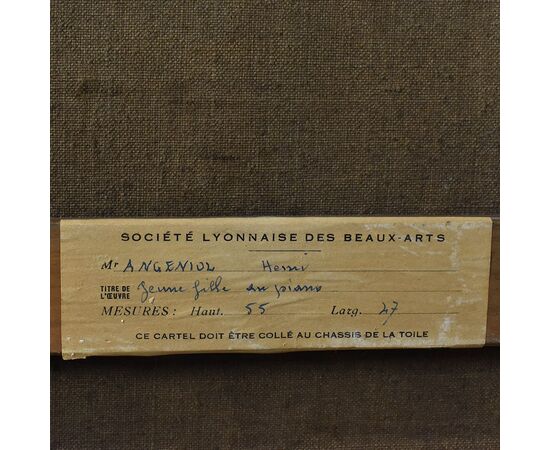 SOCIÉTÉ LYONNAISE DES BEAUX-ARTS
Mr ANGENIOL Henri
TITRE DE L'ŒUVRE Jeune fille au piano
MESURES : Haut. 55 Larg. 47
CE CARTEL DOIT ÊTRE COLLÉ AU CHASSIS DE LA TOILE